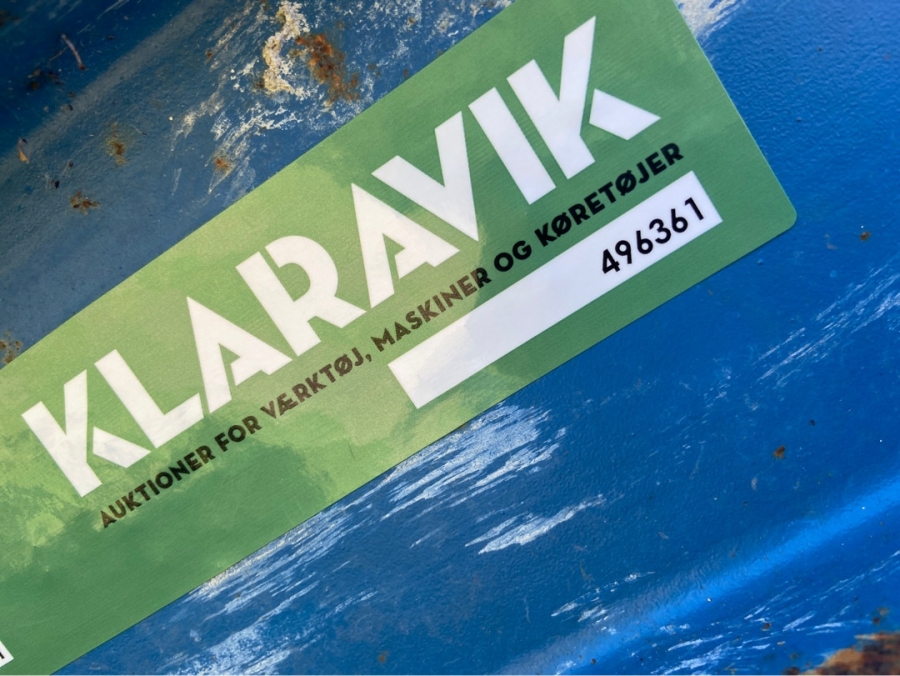 KLARAVIK
AUKTIONER FOR VÆRKTØJ, MASKINER OG KØRETØJER
496361